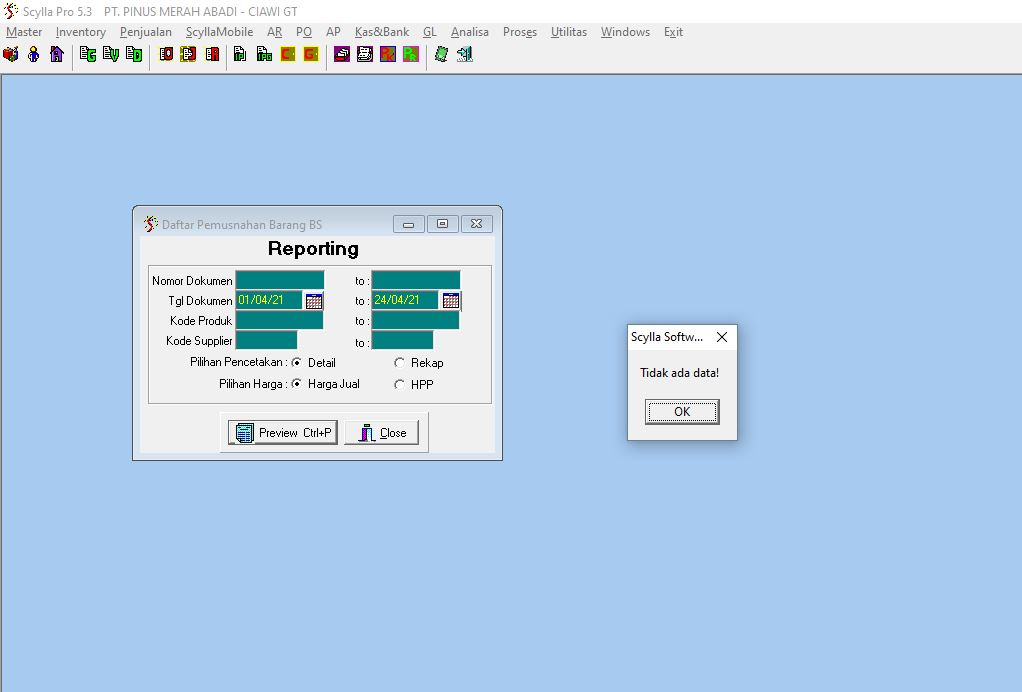 Scylla Pro 5.3 PT. PINUS MERAH ABADI - CIAWI GT
Master Inventory Penjualan ScyllaMobile AR PO AP Kas&Bank GL Analisa Proses Utilitas Windows Exit
Daftar Pemusnahan Barang BS
Reporting
Nomor Dokumen to :
Tgl Dokumen 01/04/21 to : 24/04/21
Kode Produk to :
Kode Supplier to :
Pilihan Pencetakan : Detail Rekap
Pilihan Harga : Harga Jual HPP
Preview Ctrl+P Close
Scylla Softw...
Tidak ada data!
OK